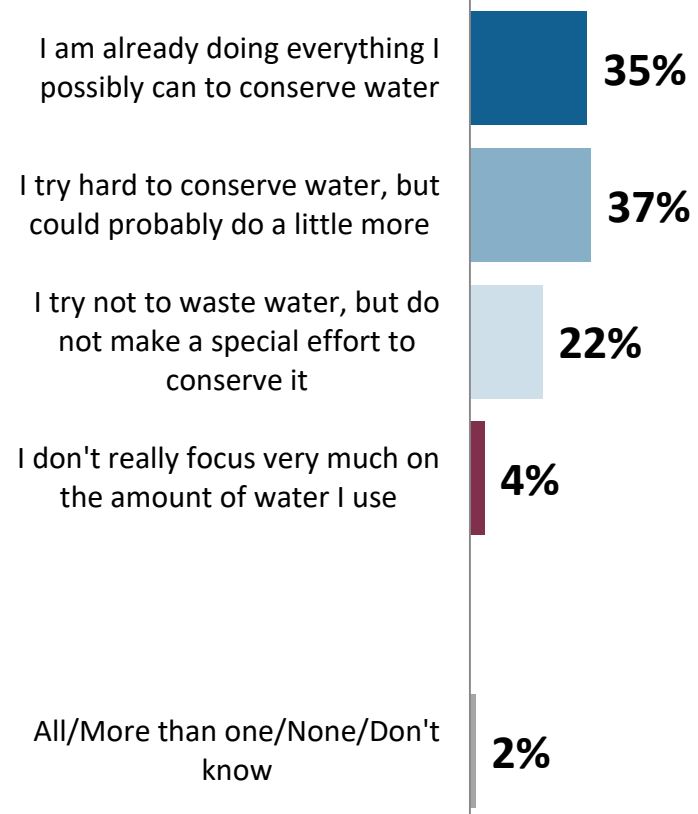 I am already doing everything I
possibly can to conserve water
35%
I try hard to conserve water, but
could probably do a little more
37%
I try not to waste water, but do
not make a special effort to
conserve it
22%
I don't really focus very much on
the amount of water I use
4%
All/More than one/None/Don't
know
2%